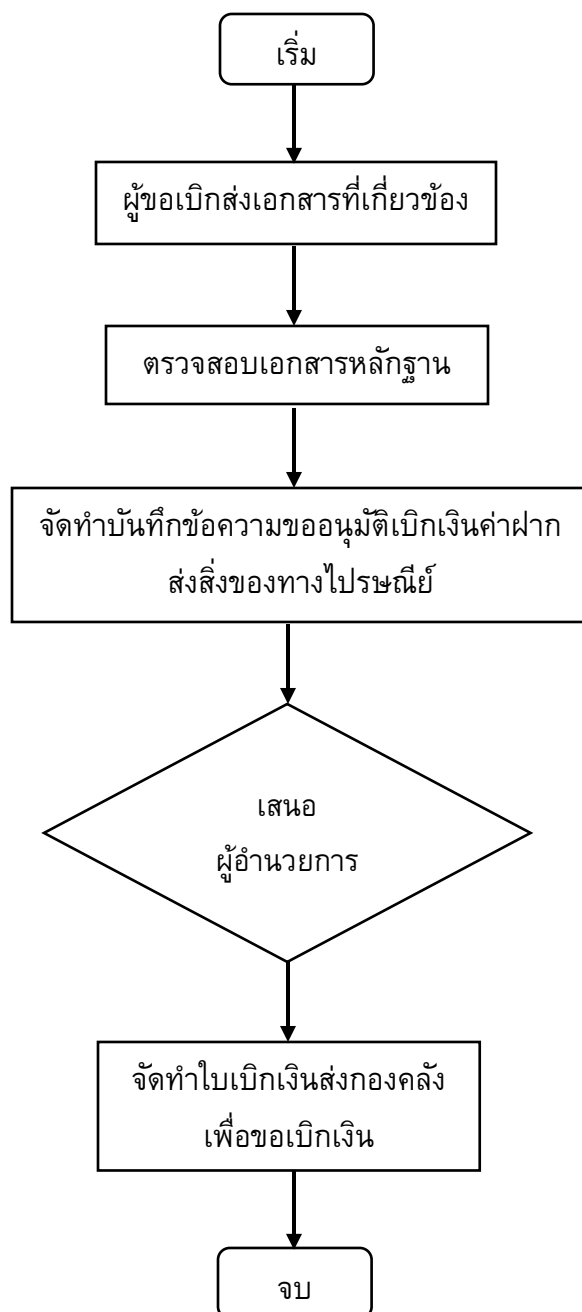 เริ่ม
ผู้ขอเบิกส่งเอกสารที่เกี่ยวข้อง
ตรวจสอบเอกสารหลักฐาน
จัดทำบันทึกข้อความขออนุมัติเบิกเงินค่าฝาก
ส่งสิ่งของทางไปรษณีย์
เสนอ
ผู้อำนวยการ
จัดทำใบเบิกเงินส่งกองคลัง
เพื่อขอเบิกเงิน
จบ